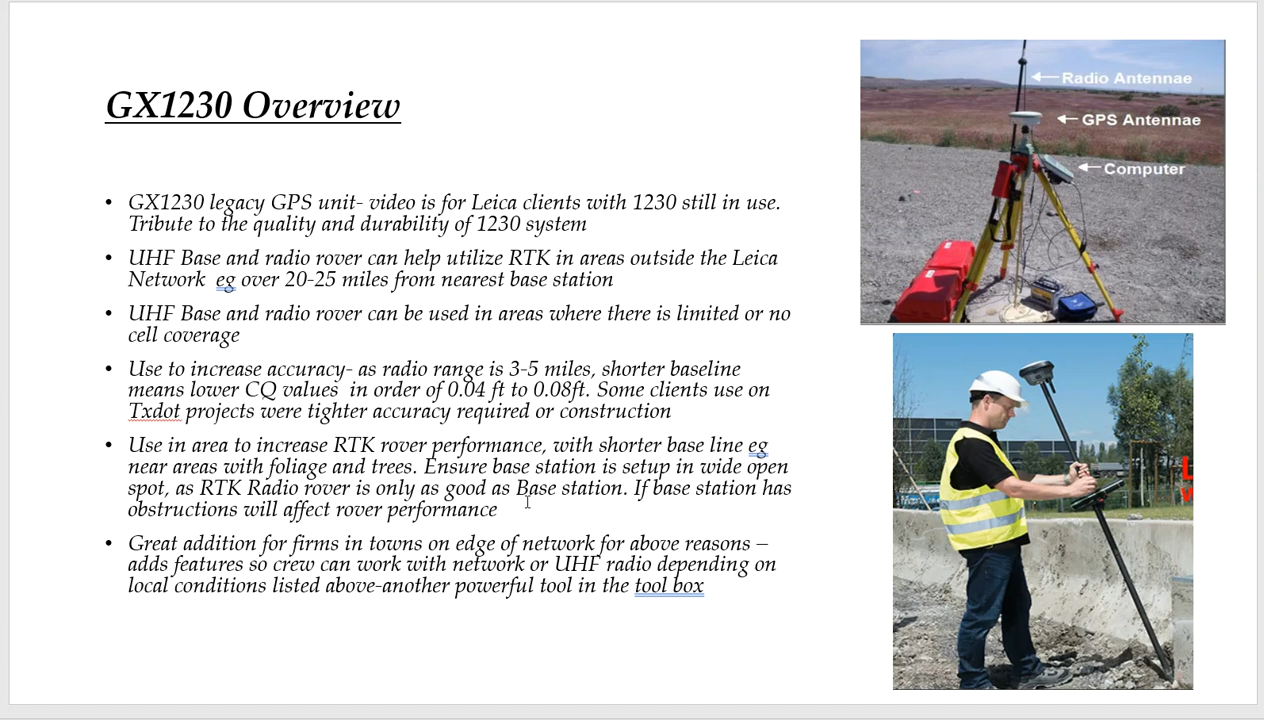 GX1230 Overview
• GX1230 legacy GPS unit- video is for Leica clients with 1230 still in use.
Tribute to the quality and durability of 1230 system
• UHF Base and radio rover can help utilize RTK in areas outside the Leica
Network eg over 20-25 miles from nearest base station
• UHF Base and radio rover can be used in areas where there is limited or no
cell coverage
• Use to increase accuracy- as radio range is 3-5 miles, shorter baseline
means lower CQ values in order of 0.04 ft to 0.08ft. Some clients use on
Txdot projects were tighter accuracy required or construction
• Use in area to increase RTK rover performance, with shorter base line eg
near areas with foliage and trees. Ensure base station is setup in wide open
spot, as RTK Radio rover is only as good as Base station. If base station has
obstructions will affect rover performance
• Great addition for firms in towns on edge of network for above reasons –
adds features so crew can work with network or UHF radio depending on
local conditions listed above-another powerful tool in the tool box
Radio Antennae
GPS Antennae
Computer